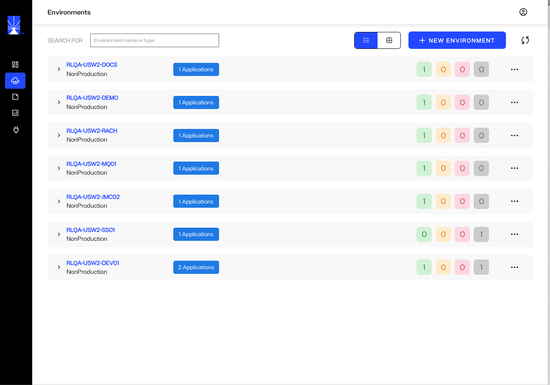 Environments
SEARCH FOR
Environment name or type
+ NEW ENVIRONMENT
RLQA-USW2-DOCS
NonProduction
1 Applications
1 0 0 0
RLQA-USW2-DEMO
NonProduction
1 Applications
1 0 0 0
RLQA-USW2-RACH
NonProduction
1 Applications
1 0 0 0
RLQA-USW2-MQ01
NonProduction
1 Applications
1 0 0 0
RLQA-USW2-JMC02
NonProduction
1 Applications
1 0 0 0
RLQA-USW2-SS01
NonProduction
1 Applications
0 0 0 1
RLQA-USW2-DEV01
NonProduction
2 Applications
1 0 0 1